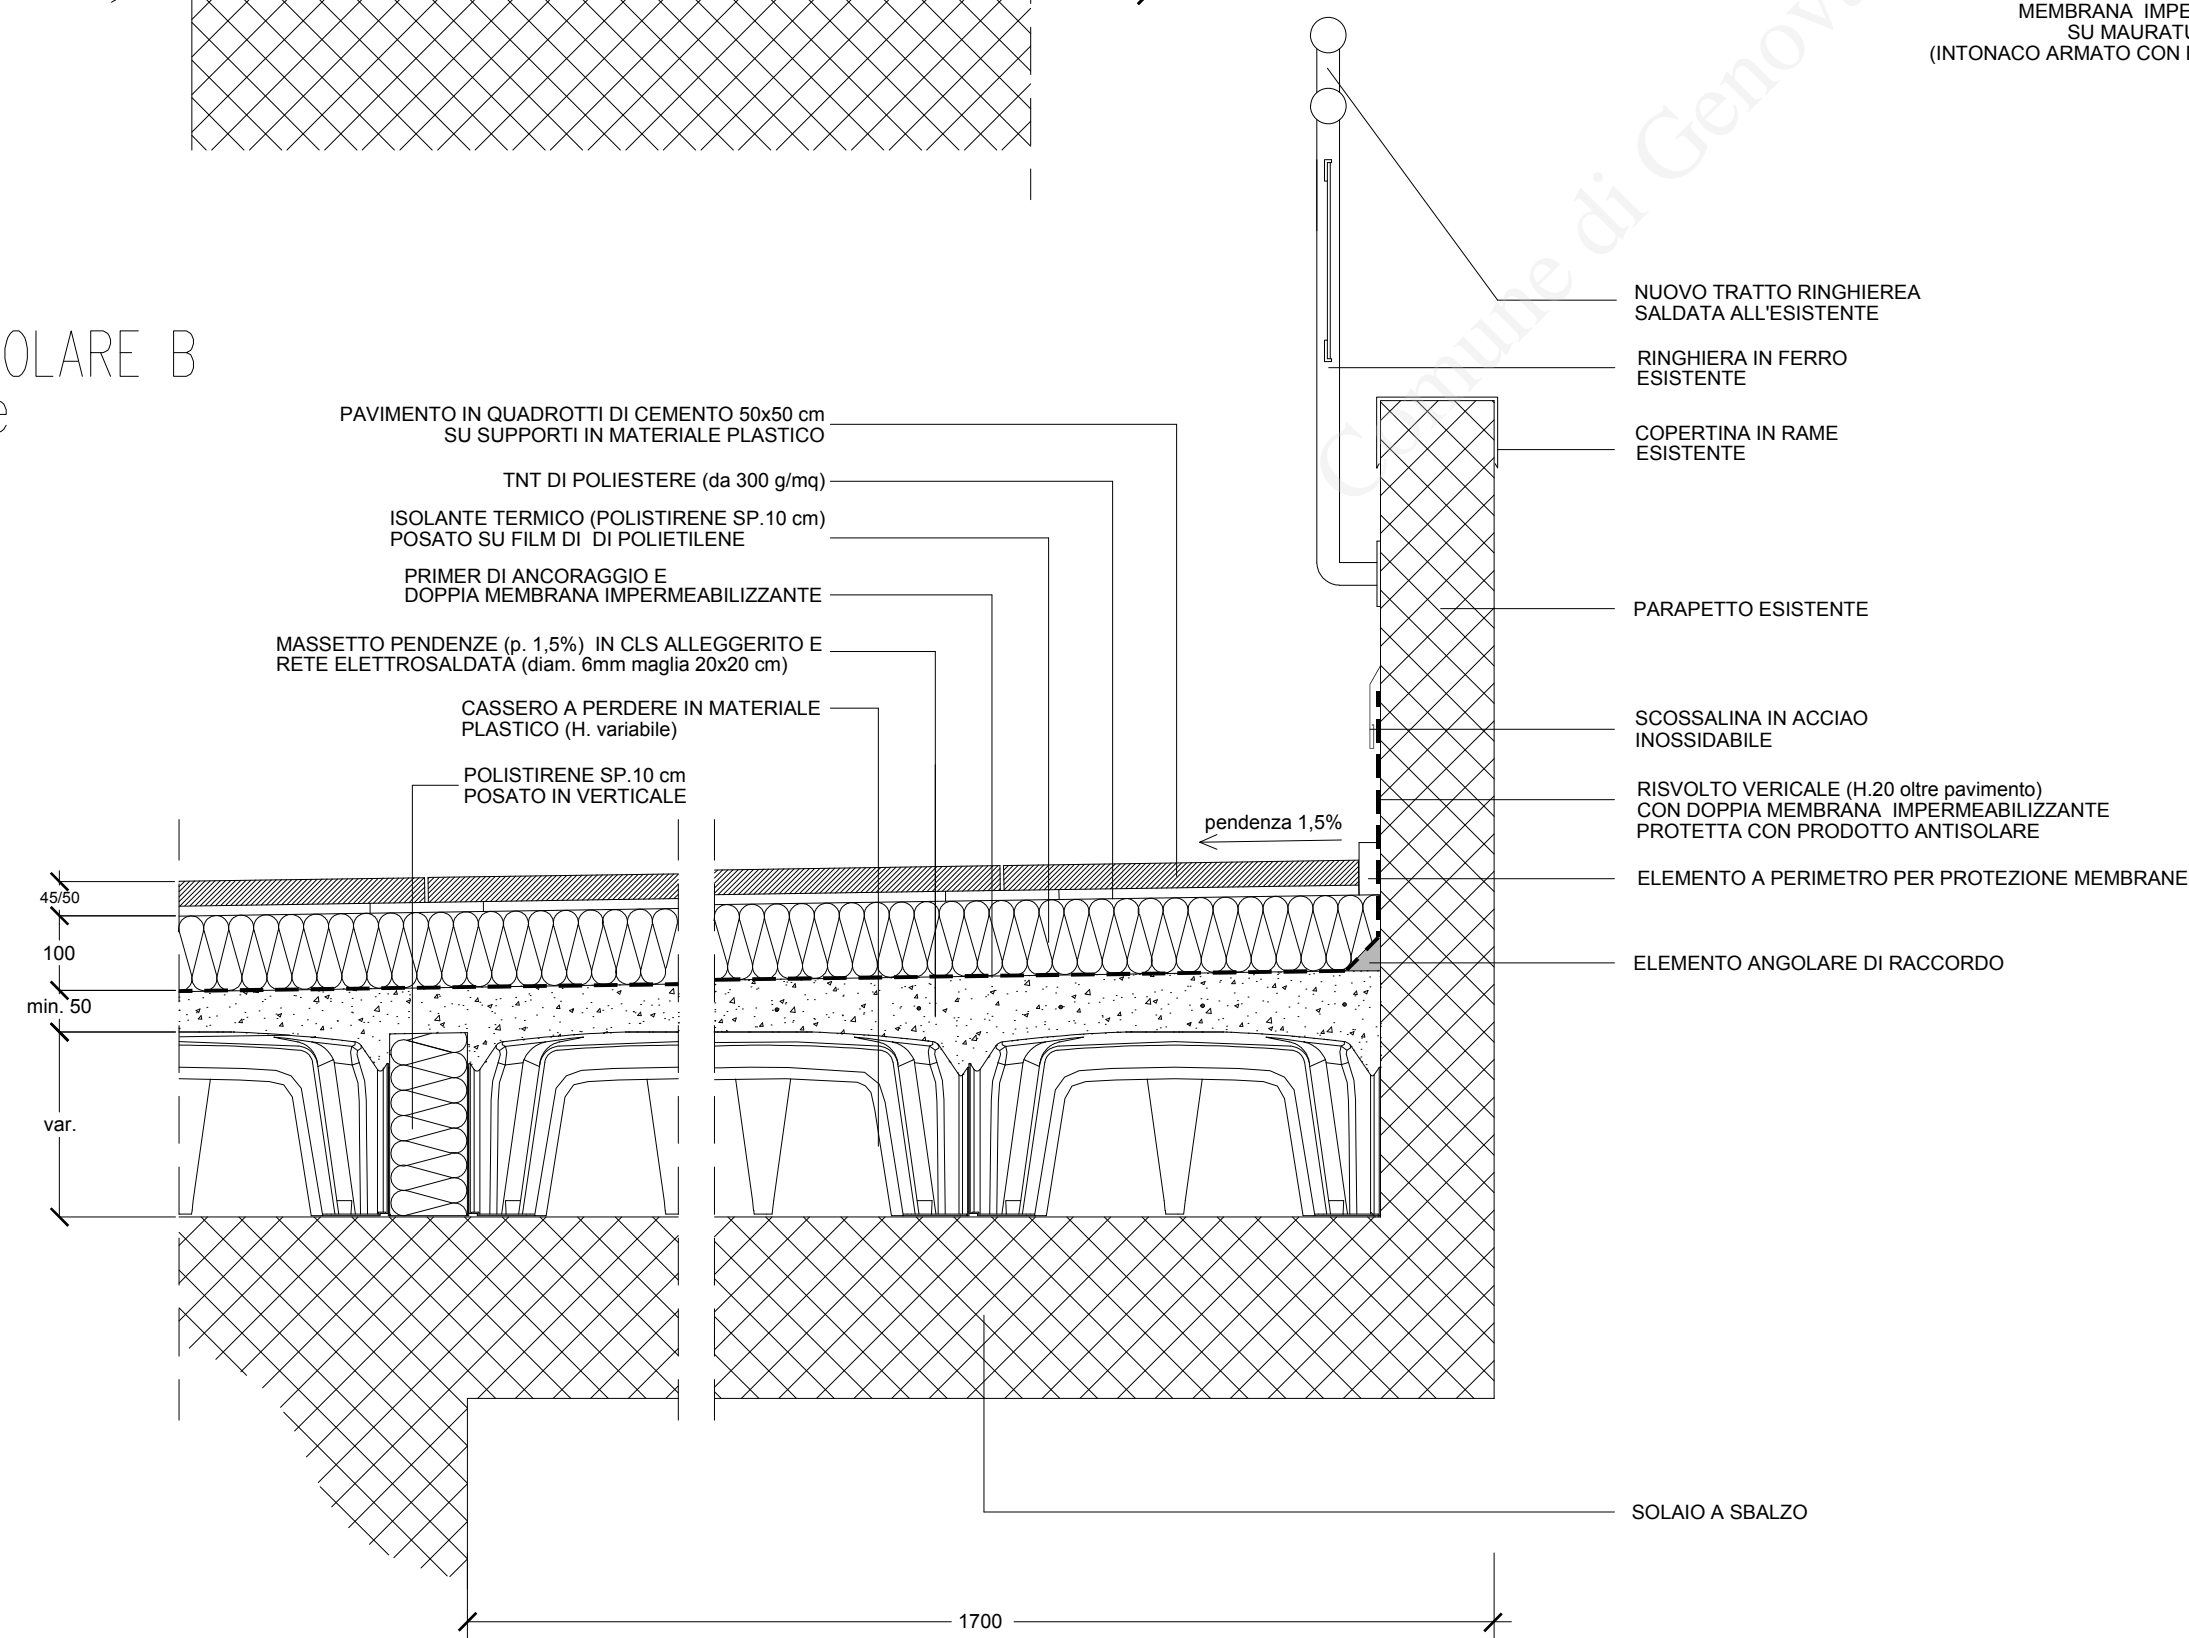 MEMBRANA IMPE
SU MAURATU
(INTONACO ARMATO CON
Comune di Genov
OLARE B
e
NUOVO TRATTO RINGHIEREA
SALDATA ALL'ESISTENTE
RINGHIERA IN FERRO
ESISTENTE
COPERTINA IN RAME
ESISTENTE
PARAPETTO ESISTENTE
SCOSSALINA IN ACCIAO
INOSSIDABILE
RISVOLTO VERICALE (H.20 oltre pavimento)
CON DOPPIA MEMBRANA IMPERMEABILIZZANTE
PROTETTA CON PRODOTTO ANTISOLARE
ELEMENTO A PERIMETRO PER PROTEZIONE MEMBRANE
ELEMENTO ANGOLARE DI RACCORDO
SOLAIO A SBALZO
PAVIMENTO IN QUADROTTI DI CEMENTO 50x50 cm
SU SUPPORTI IN MATERIALE PLASTICO
TNT DI POLIESTERE (da 300 g/mq)
ISOLANTE TERMICO (POLISTIRENE SP.10 cm)
POSATO SU FILM DI DI POLIETILENE
PRIMER DI ANCORAGGIO E
DOPPIA MEMBRANA IMPERMEABILIZZANTE
MASSETTO PENDENZE (p. 1,5%) IN CLS ALLEGGERITO E
RETE ELETTROSALDATA (diam. 6mm maglia 20x20 cm)
CASSERO A PERDERE IN MATERIALE
PLASTICO (H. variabile)
POLISTIRENE SP.10 cm
POSATO IN VERTICALE
pendenza 1,5%
45/50
100
min. 50
var.
1700